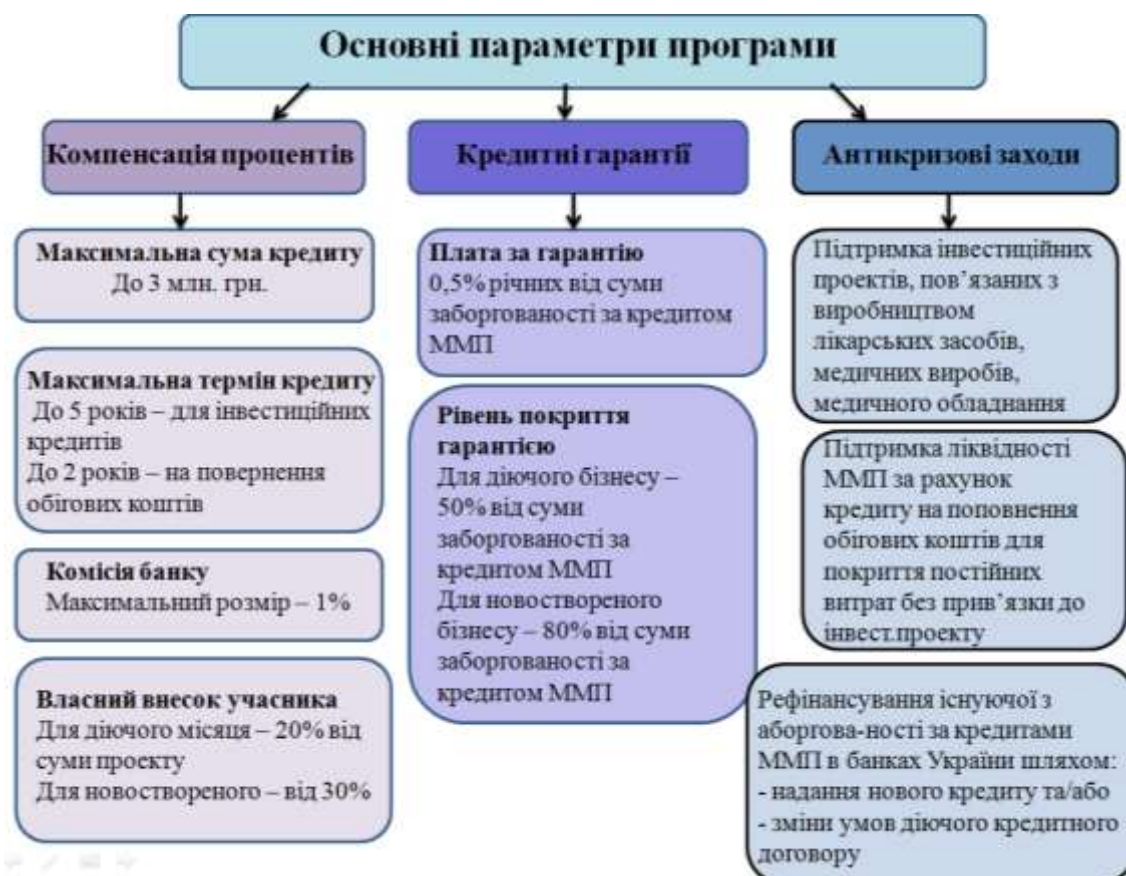 Основні параметри програми
Компенсація процентів
Максимальна сума кредиту
До 3 млн. грн.
Максимальна термін кредиту
До 5 років – для інвестиційних
кредитів
До 2 років – на повернення
обігових коштів
Комісія банку
Максимальний розмір – 1%
Власний внесок учасника
Для діючого місяця – 20% від
суми проекту
Для новоствореного – від 30%
Кредитні гарантії
Плата за гарантію
0,5% річних від суми
заборгованості за кредитом
ММП
Рівень покриття
гарантією
Для діючого бізнесу –
50% від суми
заборгованості за
кредитом ММП
Для новоствореного
бізнесу – 80% від суми
заборгованості за
кредитом ММП
Антикризові заходи
Підтримка інвестиційних
проектів, пов’язаних з
виробництвом
лікарських засобів,
медичних виробів,
медичного обладнання
Підтримка ліквідності
ММП за рахунок
кредиту на поповнення
обігових коштів для
покриття постійних
витрат без прив’язки до
інвест.проекту
Рефінансування існуючої з
аборгова-ності за кредитами
ММП в банках України шляхом:
- надання нового кредиту та/або
- зміни умов діючого кредитного
договору